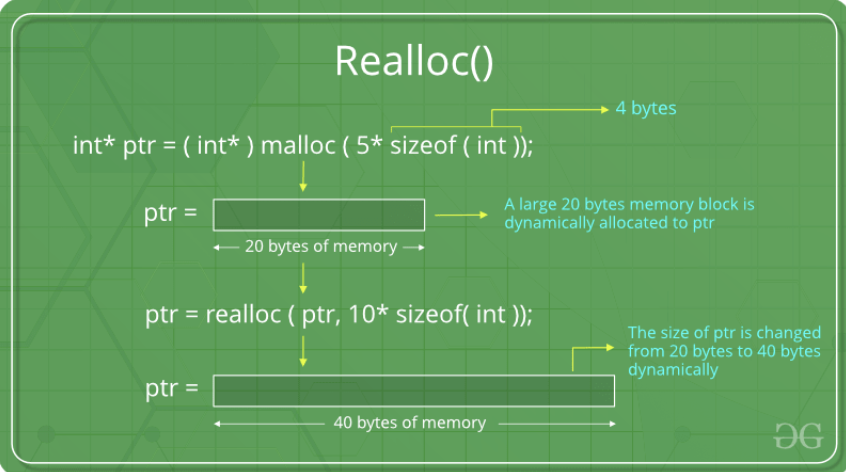 Realloc()
4 bytes
int* ptr = ( int* ) malloc ( 5* sizeof ( int ));
ptr =
A large 20 bytes memory block is
dynamically allocated to ptr
20 bytes of memory
ptr = realloc ( ptr, 10* sizeof( int ));
The size of ptr is changed
from 20 bytes to 40 bytes
dynamically
ptr =
40 bytes of memory